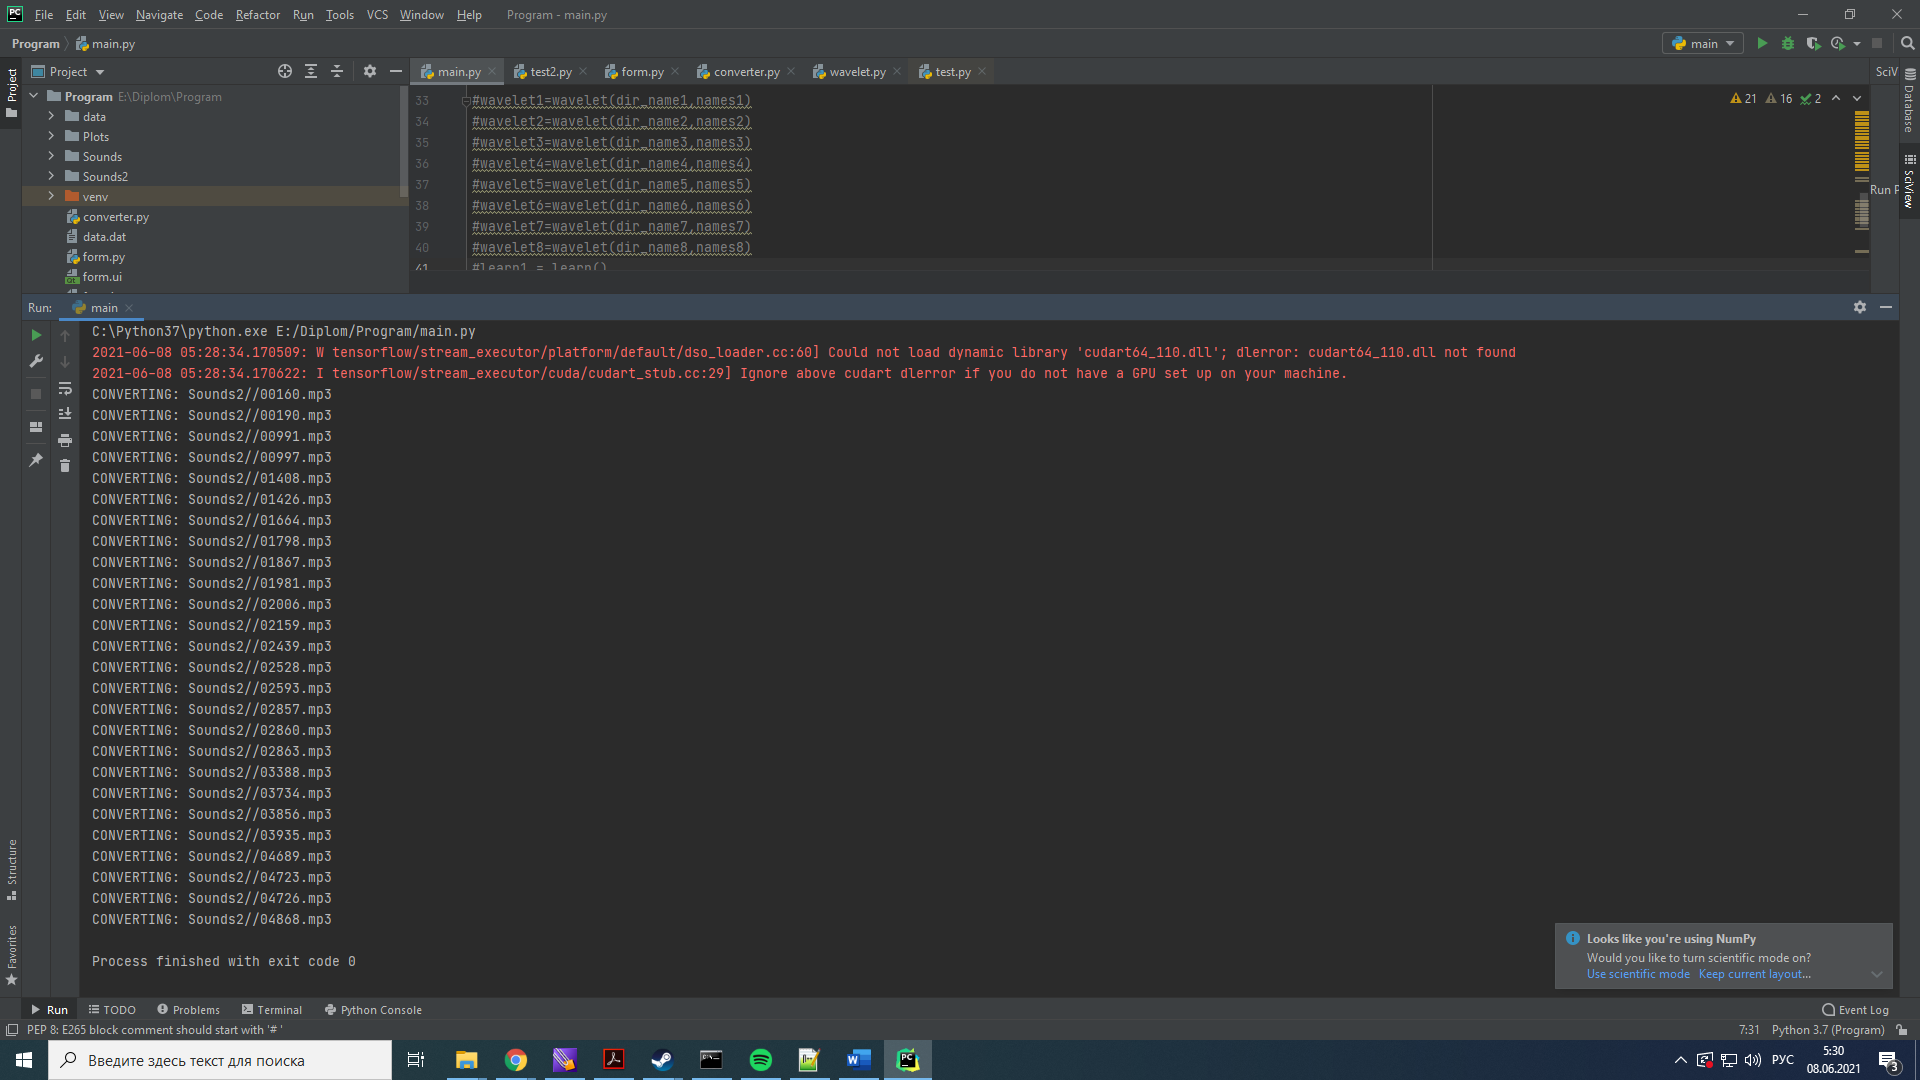 PC File Edit View Navigate Code Refactor Run Tools VCS Window Help Program - main.py
Program main.py main
Project main.py test2.py form.py converter.py wavelet.py test.py SciV
Project
Program E:\Diplom\Program
data
Plots
Sounds
Sounds2
venv
converter.py
data.dat
form.py
form.ui
33 #wavelet1=wavelet(dir_name1,names1)
34 #wavelet2=wavelet(dir_name2,names2)
35 #wavelet3=wavelet(dir_name3,names3)
36 #wavelet4=wavelet(dir_name4,names4)
37 #wavelet5=wavelet(dir_name5,names5)
38 #wavelet6=wavelet(dir_name6,names6)
39 #wavelet7=wavelet(dir_name7,names7)
40 #wavelet8=wavelet(dir_name8,names8)
41 #learn1 = learn()
21 16 2
Run P
Database
SciView
Run: main
C:\Python37\python.exe E:/Diplom/Program/main.py
2021-06-08 05:28:34.170509: W tensorflow/stream_executor/platform/default/dso_loader.cc:60] Could not load dynamic library 'cudart64_110.dll'; dlerror: cudart64_110.dll not found
2021-06-08 05:28:34.170622: I tensorflow/stream_executor/cuda/cudart_stub.cc:29] Ignore above cudart dlerror if you do not have a GPU set up on your machine.
CONVERTING: Sounds2//00160.mp3
CONVERTING: Sounds2//00190.mp3
CONVERTING: Sounds2//00991.mp3
CONVERTING: Sounds2//00997.mp3
CONVERTING: Sounds2//01408.mp3
CONVERTING: Sounds2//01426.mp3
CONVERTING: Sounds2//01664.mp3
CONVERTING: Sounds2//01798.mp3
CONVERTING: Sounds2//01867.mp3
CONVERTING: Sounds2//01981.mp3
CONVERTING: Sounds2//02006.mp3
CONVERTING: Sounds2//02159.mp3
CONVERTING: Sounds2//02439.mp3
CONVERTING: Sounds2//02528.mp3
CONVERTING: Sounds2//02593.mp3
CONVERTING: Sounds2//02857.mp3
CONVERTING: Sounds2//02860.mp3
CONVERTING: Sounds2//02863.mp3
CONVERTING: Sounds2//03388.mp3
CONVERTING: Sounds2//03734.mp3
CONVERTING: Sounds2//03856.mp3
CONVERTING: Sounds2//03935.mp3
CONVERTING: Sounds2//04689.mp3
CONVERTING: Sounds2//04723.mp3
CONVERTING: Sounds2//04726.mp3
CONVERTING: Sounds2//04868.mp3
Process finished with exit code 0
Structure
Favorites
Looks like you're using NumPy
Would you like to turn scientific mode on?
Use scientific mode Keep current layout...
Run TODO Problems Terminal Python Console Event Log
PEP 8: E265 block comment should start with '# ' 7:31 Python 3.7 (Program)
Введите здесь текст для поиска
РУС
5:30
08.06.2021
3